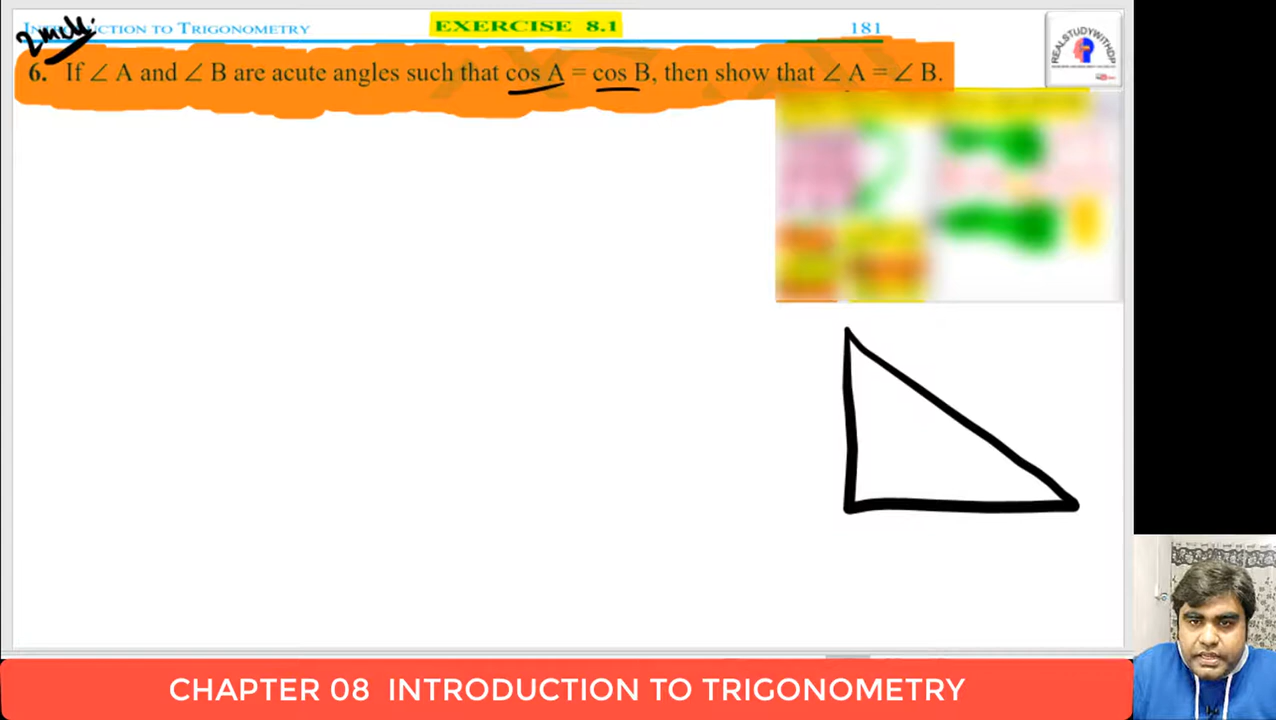 INTRODUCTION TO TRIGONOMETRY
EXERCISE 8.1
181
REALSTUDYWITHDP
6. If ∠ A and ∠ B are acute angles such that cos A = cos B, then show that ∠ A = ∠ B.
CHAPTER 08 INTRODUCTION TO TRIGONOMETRY